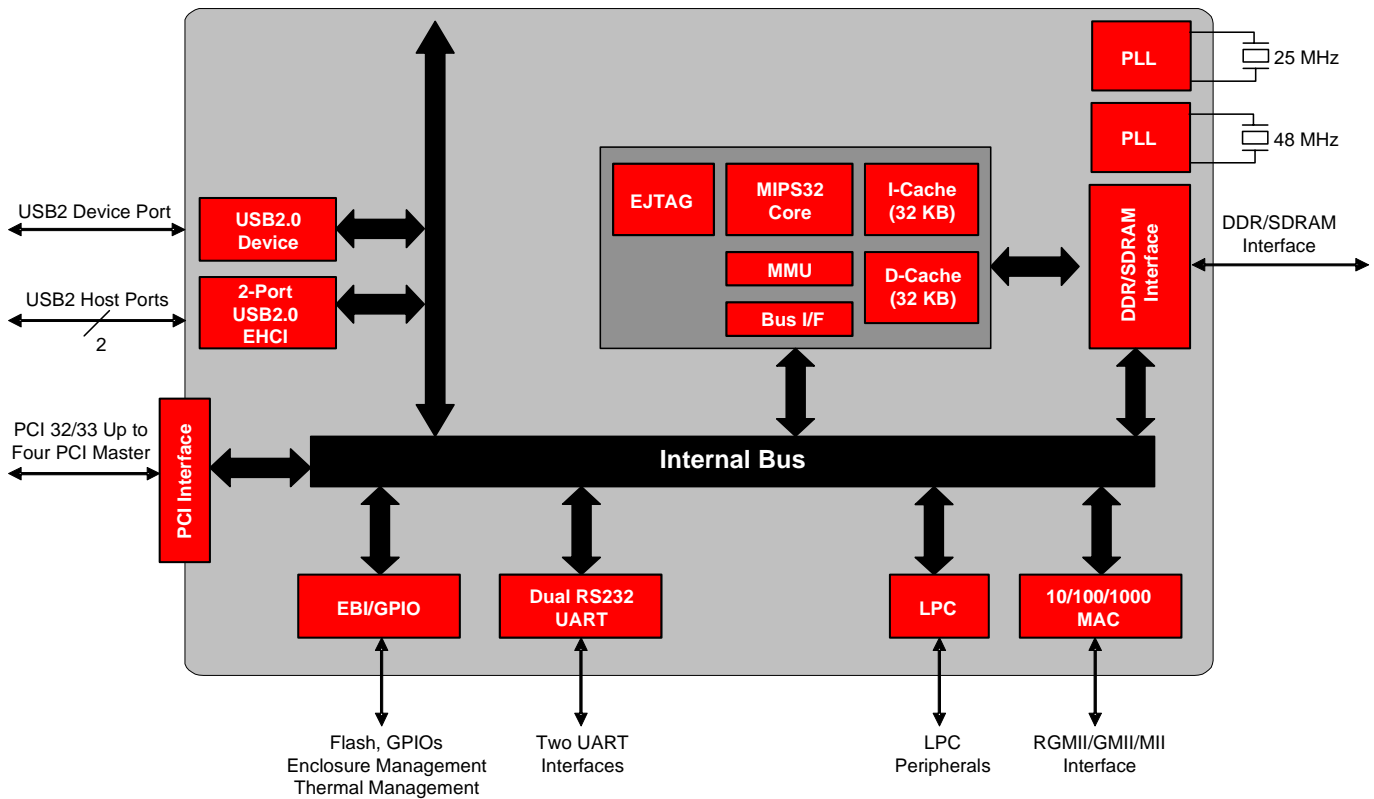 PLL
25 MHz
PLL
48 MHz
EJTAG
MIPS32
Core
I-Cache
(32 KB)
MMU
D-Cache
(32 KB)
Bus I/F
DDR/SDRAM
Interface
DDR/SDRAM
Interface
USB2 Device Port
USB2.0
Device
USB2 Host Ports
2
2-Port
USB2.0
EHCI
PCI 32/33 Up to
Four PCI Master
PCI Interface
Internal Bus
EBI/GPIO
Dual RS232
UART
LPC
10/100/1000
MAC
Flash, GPIOs
Enclosure Management
Thermal Management
Two UART
Interfaces
LPC
Peripherals
RGMII/GMII/MII
Interface